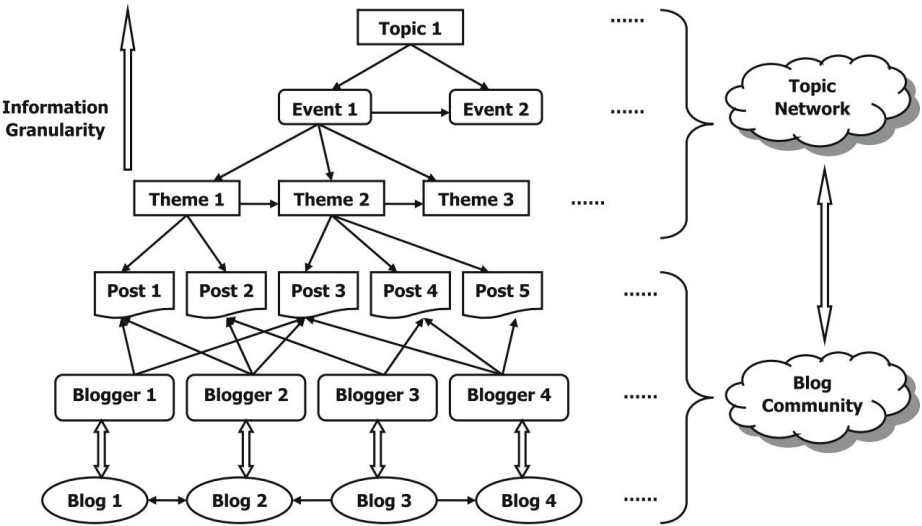 Topic 1 ......
Information
Granularity
Event 1 Event 2 ......
Topic
Network
Theme 1 Theme 2 Theme 3 ......
Post 1 Post 2 Post 3 Post 4 Post 5 ......
Blogger 1 Blogger 2 Blogger 3 Blogger 4 ......
Blog
Community
Blog 1 Blog 2 Blog 3 Blog 4 ......